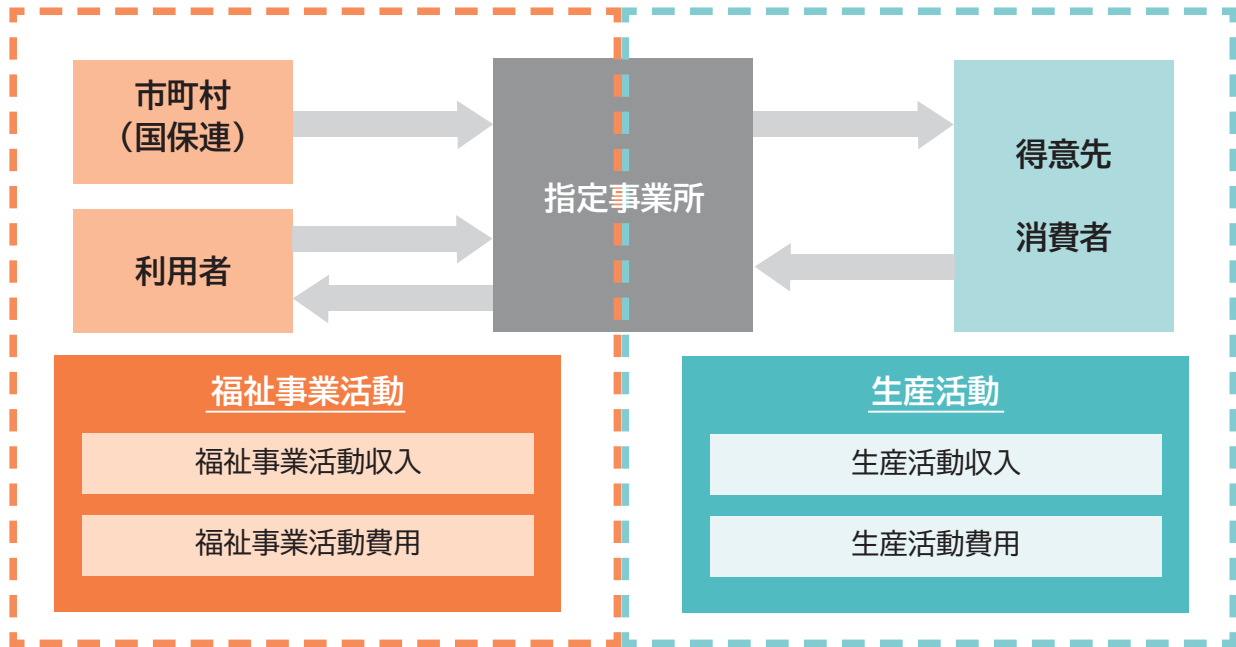 市町村
（国保連）
利用者
指定事業所
得意先
消費者
福祉事業活動
福祉事業活動収入
福祉事業活動費用
生産活動
生産活動収入
生産活動費用